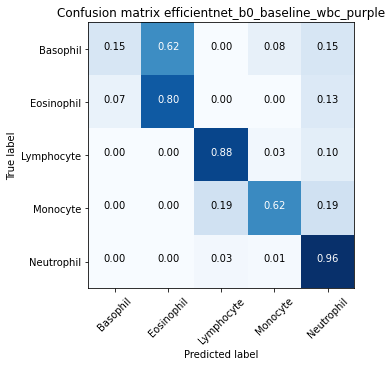 Confusion matrix efficientnet_b0_baseline_wbc_purple
True label
Basophil 0.15 0.62 0.00 0.08 0.15
Eosinophil 0.07 0.80 0.00 0.00 0.13
Lymphocyte 0.00 0.00 0.88 0.03 0.10
Monocyte 0.00 0.00 0.19 0.62 0.19
Neutrophil 0.00 0.00 0.03 0.01 0.96
Basophil Eosinophil Lymphocyte Monocyte Neutrophil
Predicted label